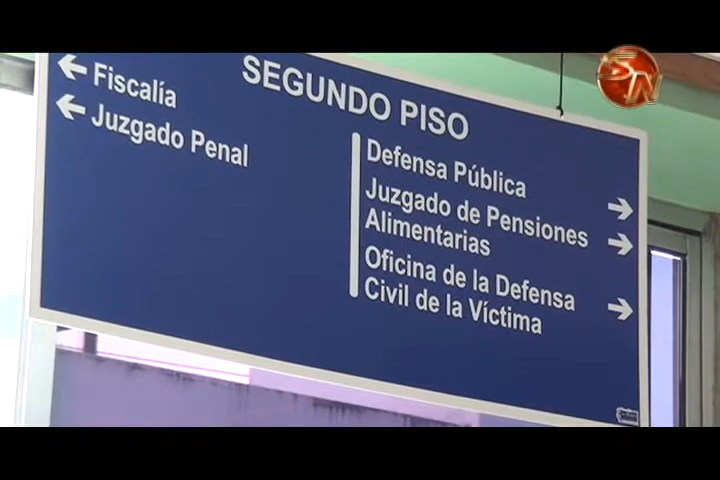 SEGUNDO PISO
Fiscalía
Juzgado Penal
Defensa Pública
Juzgado de Pensiones
Alimentarias
Oficina de la Defensa
Civil de la Víctima
SN